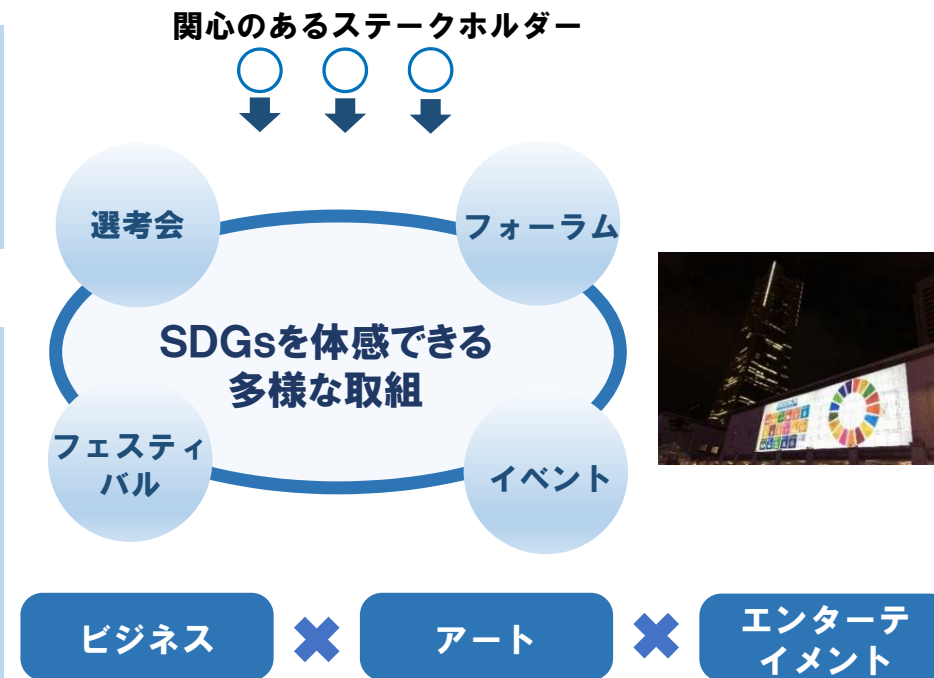 関心のあるステークホルダー
選考会
フォーラム
SDGsを体感できる
多様な取組
フェスティ
バル
イベント
ビジネス
アート
エンターテ
イメント